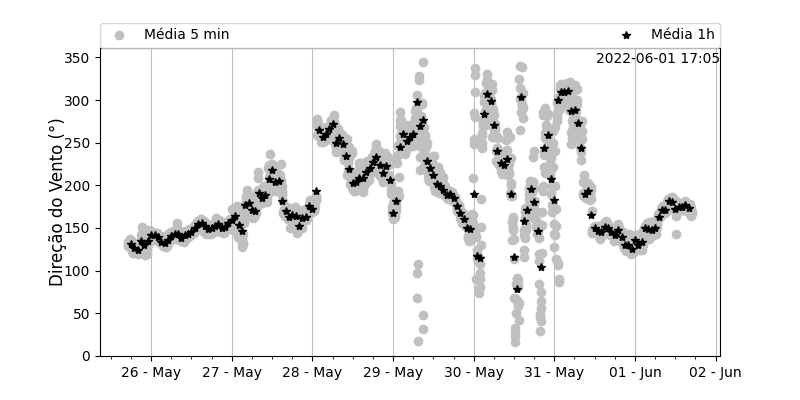 Média 5 min
Média 1h
2022-06-01 17:05
Direção do Vento (°)
350
300
250
200
150
100
50
0
26 - May
27 - May
28 - May
29 - May
30 - May
31 - May
01 - Jun
02 - Jun